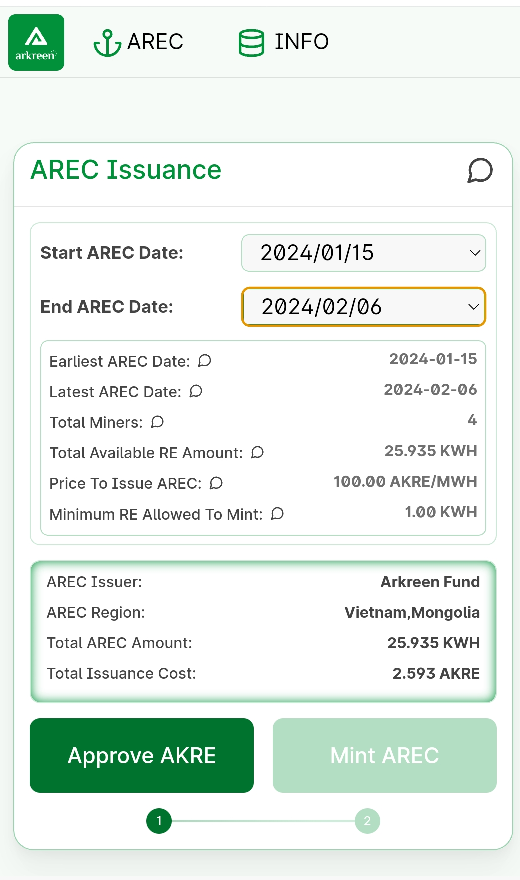 arkreen
AREC
INFO
AREC Issuance
Start AREC Date: 2024/01/15
End AREC Date: 2024/02/06
Earliest AREC Date: 2024-01-15
Latest AREC Date: 2024-02-06
Total Miners: 4
Total Available RE Amount: 25.935 KWH
Price To Issue AREC: 100.00 AKRE/MWH
Minimum RE Allowed To Mint: 1.00 KWH
AREC Issuer: Arkreen Fund
AREC Region: Vietnam,Mongolia
Total AREC Amount: 25.935 KWH
Total Issuance Cost: 2.593 AKRE
Approve AKRE
Mint AREC
1
2